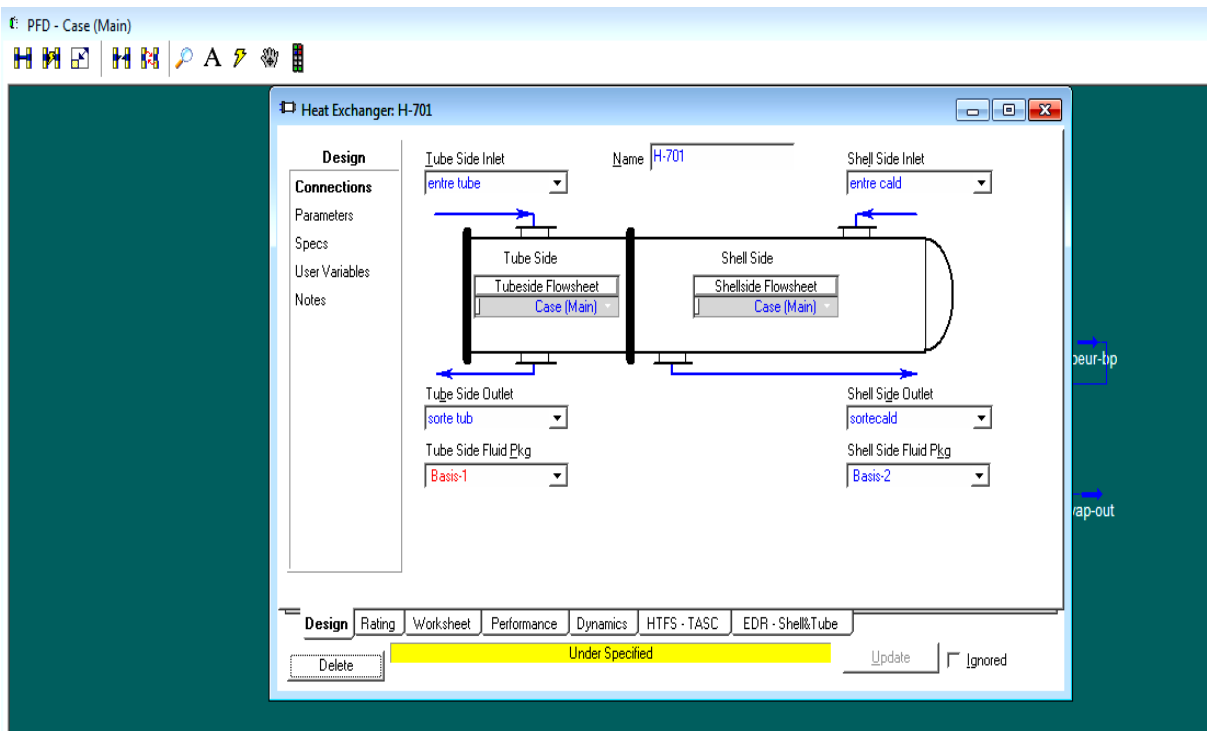 PFD - Case (Main)
A
Heat Exchanger: H-701
Design
Connections
Parameters
Specs
User Variables
Notes
Tube Side Inlet
entre tube
Name H-701
Shell Side Inlet
entre cald
Tube Side
Tubeside Flowsheet
Case (Main)
Shell Side
Shellside Flowsheet
Case (Main)
Tube Side Outlet
sorte tub
Shell Side Outlet
sortecald
Tube Side Fluid Pkg
Basis-1
Shell Side Fluid Pkg
Basis-2
peur-bp
vap-out
Design Rating Worksheet Performance Dynamics HTFS - TASC EDR - Shell&Tube
Delete
Under Specified
Update
Ignored